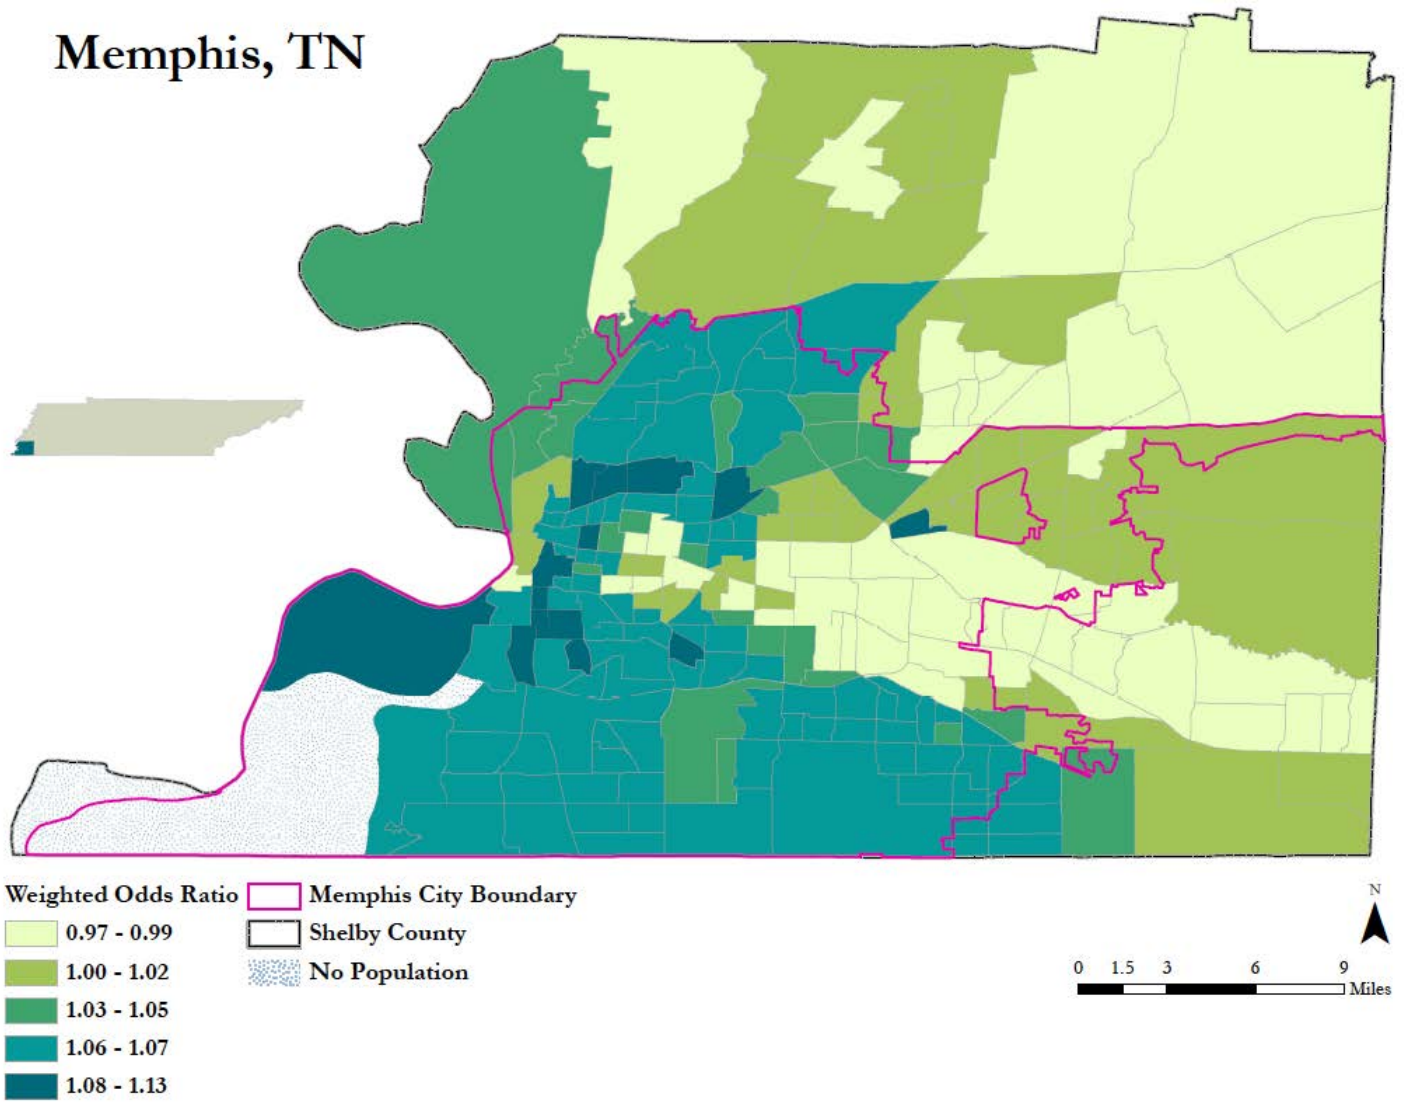 Memphis, TN
Weighted Odds Ratio
0.97 - 0.99
1.00 - 1.02
1.03 - 1.05
1.06 - 1.07
1.08 - 1.13
Memphis City Boundary
Shelby County
No Population
N
0 1.5 3 6 9
Miles